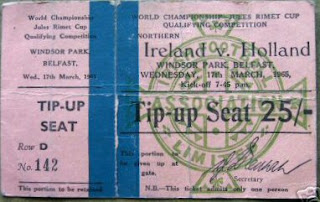 World Championship
Jules Rimet Cup
Qualifying Competition
WINDSOR PARK,
BELFAST.
Wed., 17th March, 1965
TIP-UP
SEAT
Row D
No. 142
This portion to be retained
WORLD CHAMPIONSHIP—JULES RIMET CUP
QUALIFYING COMPETITION
NORTHERN
Ireland v. Holland
WINDSOR PARK, BELFAST.
WEDNESDAY, 17th MARCH, 1965.
Kick-off 7-45 p.m.
ASSOCIATION
Tip-up Seat 25/-
LIMITED
This portion to be given up at gate.
Secretary
N.B.—This ticket admits only one person